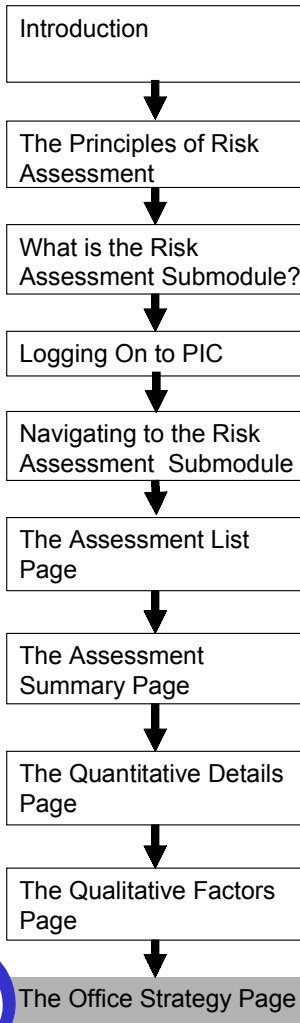 Introduction
The Principles of Risk
Assessment
What is the Risk
Assessment Submodule?
Logging On to PIC
Navigating to the Risk
Assessment Submodule
The Assessment List
Page
The Assessment
Summary Page
The Quantitative Details
Page
The Qualitative Factors
Page
The Office Strategy Page